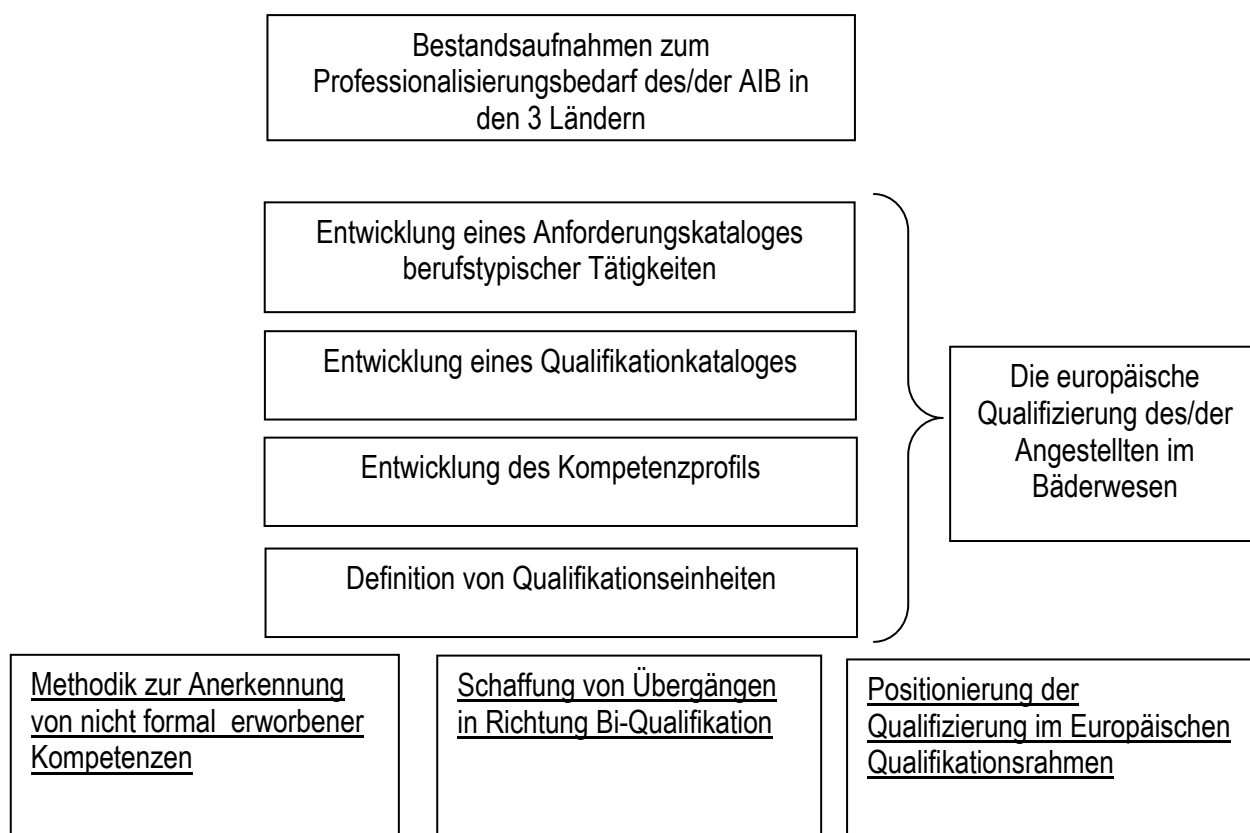 Bestandsaufnahmen zum
Professionalisierungsbedarf des/der AIB in
den 3 Ländern
Entwicklung eines Anforderungskataloges
berufstypischer Tätigkeiten
Entwicklung eines Qualifikationkataloges
Entwicklung des Kompetenzprofils
Definition von Qualifikationseinheiten
Die europäische
Qualifizierung des/der
Angestellten im
Bäderwesen
Methodik zur Anerkennung
von nicht formal erworbener
Kompetenzen
Schaffung von Übergängen
in Richtung Bi-Qualifikation
Positionierung der
Qualifizierung im Europäischen
Qualifikationsrahmen